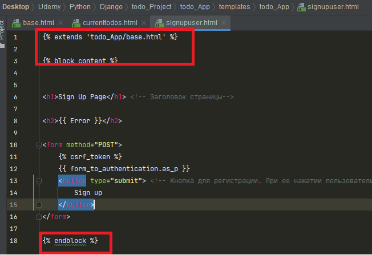 Desktop > Udemy > Python > Django > todo_Project > todo_App > templates > todo_App > signupuser.html
base.html × currenttodos.html × signupuser.html ×
1 {% extends 'todo_App/base.html' %}
2
3 {% block content %}
4
5
6 <h1>Sign Up Page</h1> <!-- Заголовок страницы-->
7
8 <h2>{{ Error }}</h2>
9
10 <form method="POST">
11 {% csrf_token %}
12 {{ form_to_authentication.as_p }}
13 <button type="submit"> <!-- Кнопка для регистрации. При ее нажатии пользовател
14 Sign up
15 </button>
16 </form>
17
18 {% endblock %}